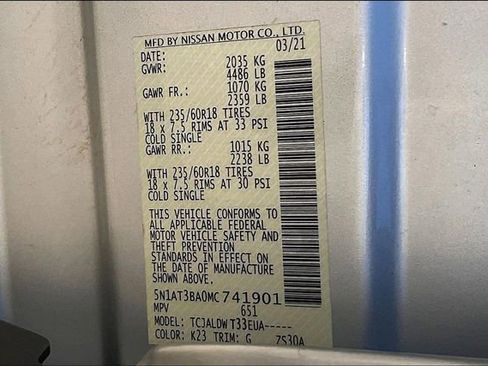 MFD BY NISSAN MOTOR CO., LTD.
DATE: 03/21
GVWR: 2035 KG
4486 LB
GAWR FR.: 1070 KG
2359 LB
WITH 235/60R18 TIRES
18 x 7.5 RIMS AT 33 PSI
COLD SINGLE
GAWR RR.: 1015 KG
2238 LB
WITH 235/60R18 TIRES
18 x 7.5 RIMS AT 30 PSI
COLD SINGLE
THIS VEHICLE CONFORMS TO
ALL APPLICABLE FEDERAL
MOTOR VEHICLE SAFETY AND
THEFT PREVENTION
STANDARDS IN EFFECT ON
THE DATE OF MANUFACTURE
SHOWN ABOVE.
5N1AT3BA0MC741901
MPV 651
MODEL: TCJALDWT33EUA-----
COLOR: K23 TRIM: G 7S30A